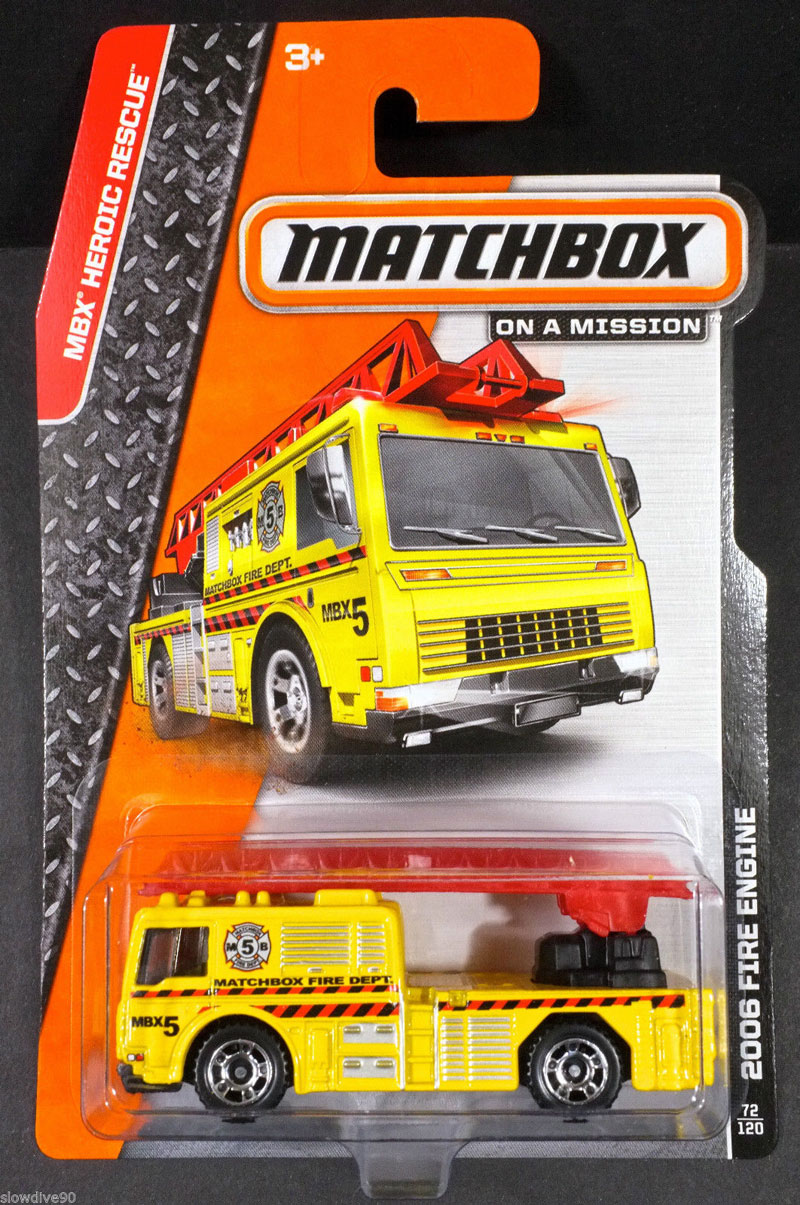 3+
MBX® HEROIC RESCUE™
MATCHBOX
ON A MISSION™
5
MATCHBOX FIRE DEPT.
MBX5
M 5 B
MATCHBOX FIRE DEPT.
MBX5
2006 FIRE ENGINE
72
120
slowdive90